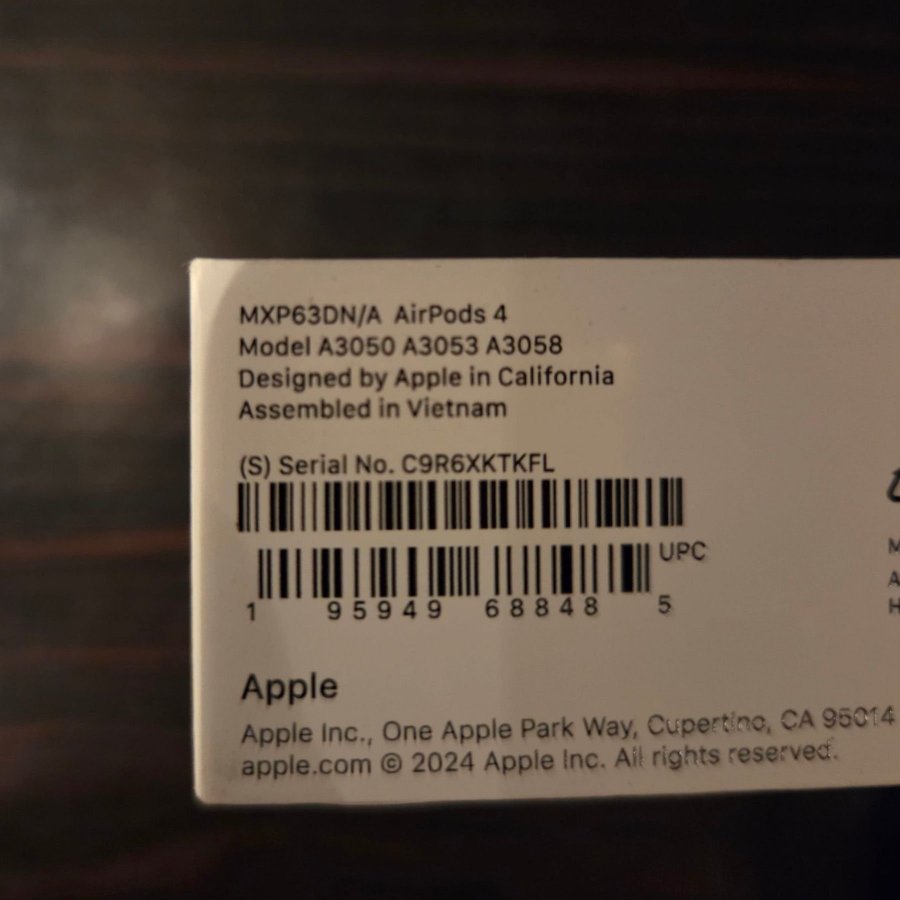 MXP63DN/A AirPods 4
Model A3050 A3053 A3058
Designed by Apple in California
Assembled in Vietnam
(S) Serial No. C9R6XKTKFL
UPC
1 95949 68848 5
Apple
Apple Inc., One Apple Park Way, Cupertino, CA 95014
apple.com © 2024 Apple Inc. All rights reserved.